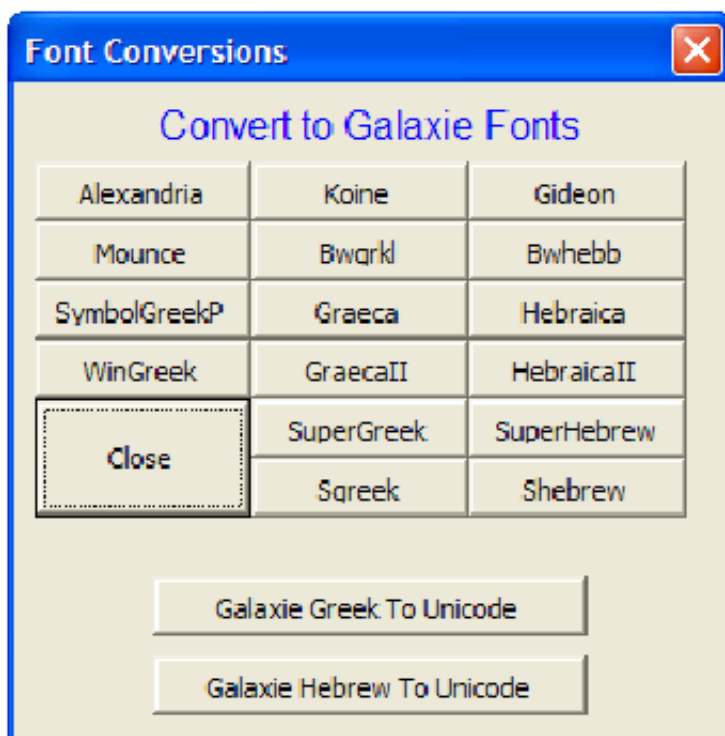 Font Conversions
Convert to Galaxie Fonts
Alexandria Koine Gideon
Mounce Bwgrkl Bwhebb
SymbolGreekP Graeca Hebraica
WinGreek GraecaII HebraicaII
Close
SuperGreek SuperHebrew
Sgreek Shebrew
Galaxie Greek To Unicode
Galaxie Hebrew To Unicode